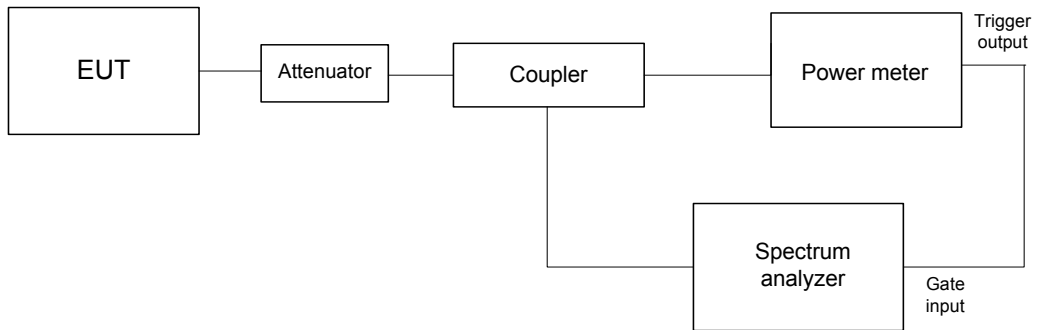 EUT
Attenuator
Coupler
Power meter
Trigger
output
Spectrum
analyzer
Gate
input